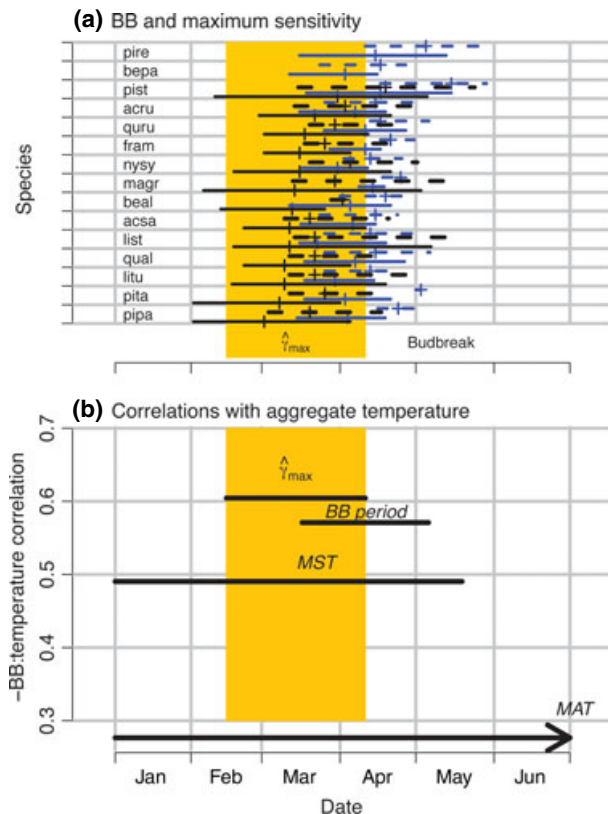 (a) BB and maximum sensitivity
Species
pire
bepa
pist
acru
quru
fram
nysy
magr
beal
acsa
list
qual
litu
pita
pipa
γ̂max
Budbreak
(b) Correlations with aggregate temperature
−BB:temperature correlation
0.7
0.6
0.5
0.4
0.3
γ̂max
BB period
MST
MAT
Jan Feb Mar Apr May Jun
Date